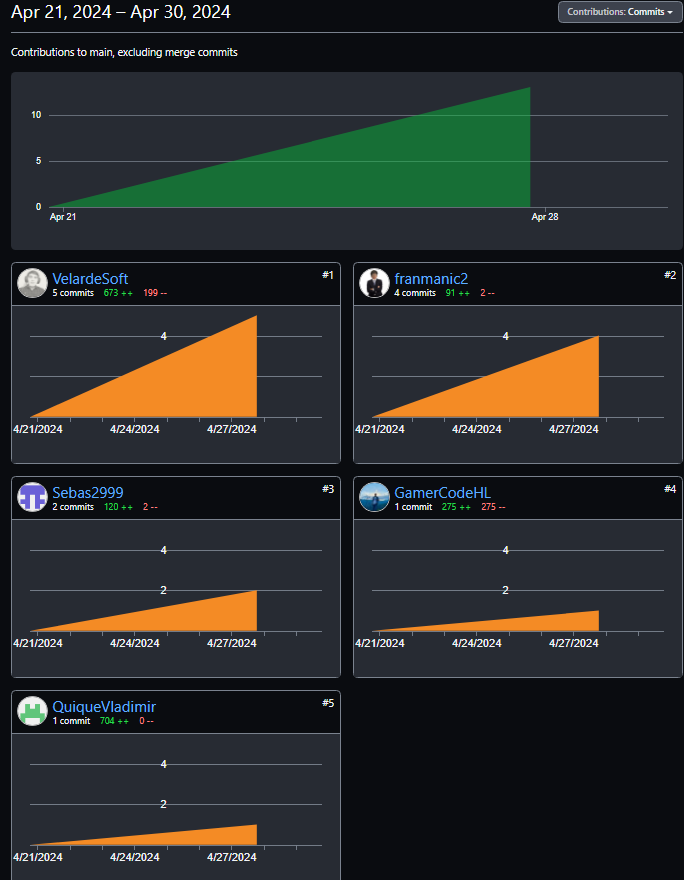 Apr 21, 2024 – Apr 30, 2024
Contributions: Commits
Contributions to main, excluding merge commits
10
5
0
Apr 21 Apr 28
VelardeSoft #1
5 commits 673 ++ 199 --
4
4/21/2024 4/24/2024 4/27/2024
franmanic2 #2
4 commits 91 ++ 2 --
4
4/21/2024 4/24/2024 4/27/2024
Sebas2999 #3
2 commits 120 ++ 2 --
4
2
4/21/2024 4/24/2024 4/27/2024
GamerCodeHL #4
1 commit 275 ++ 275 --
4
2
4/21/2024 4/24/2024 4/27/2024
QuiqueVladimir #5
1 commit 704 ++ 0 --
4
2
4/21/2024 4/24/2024 4/27/2024